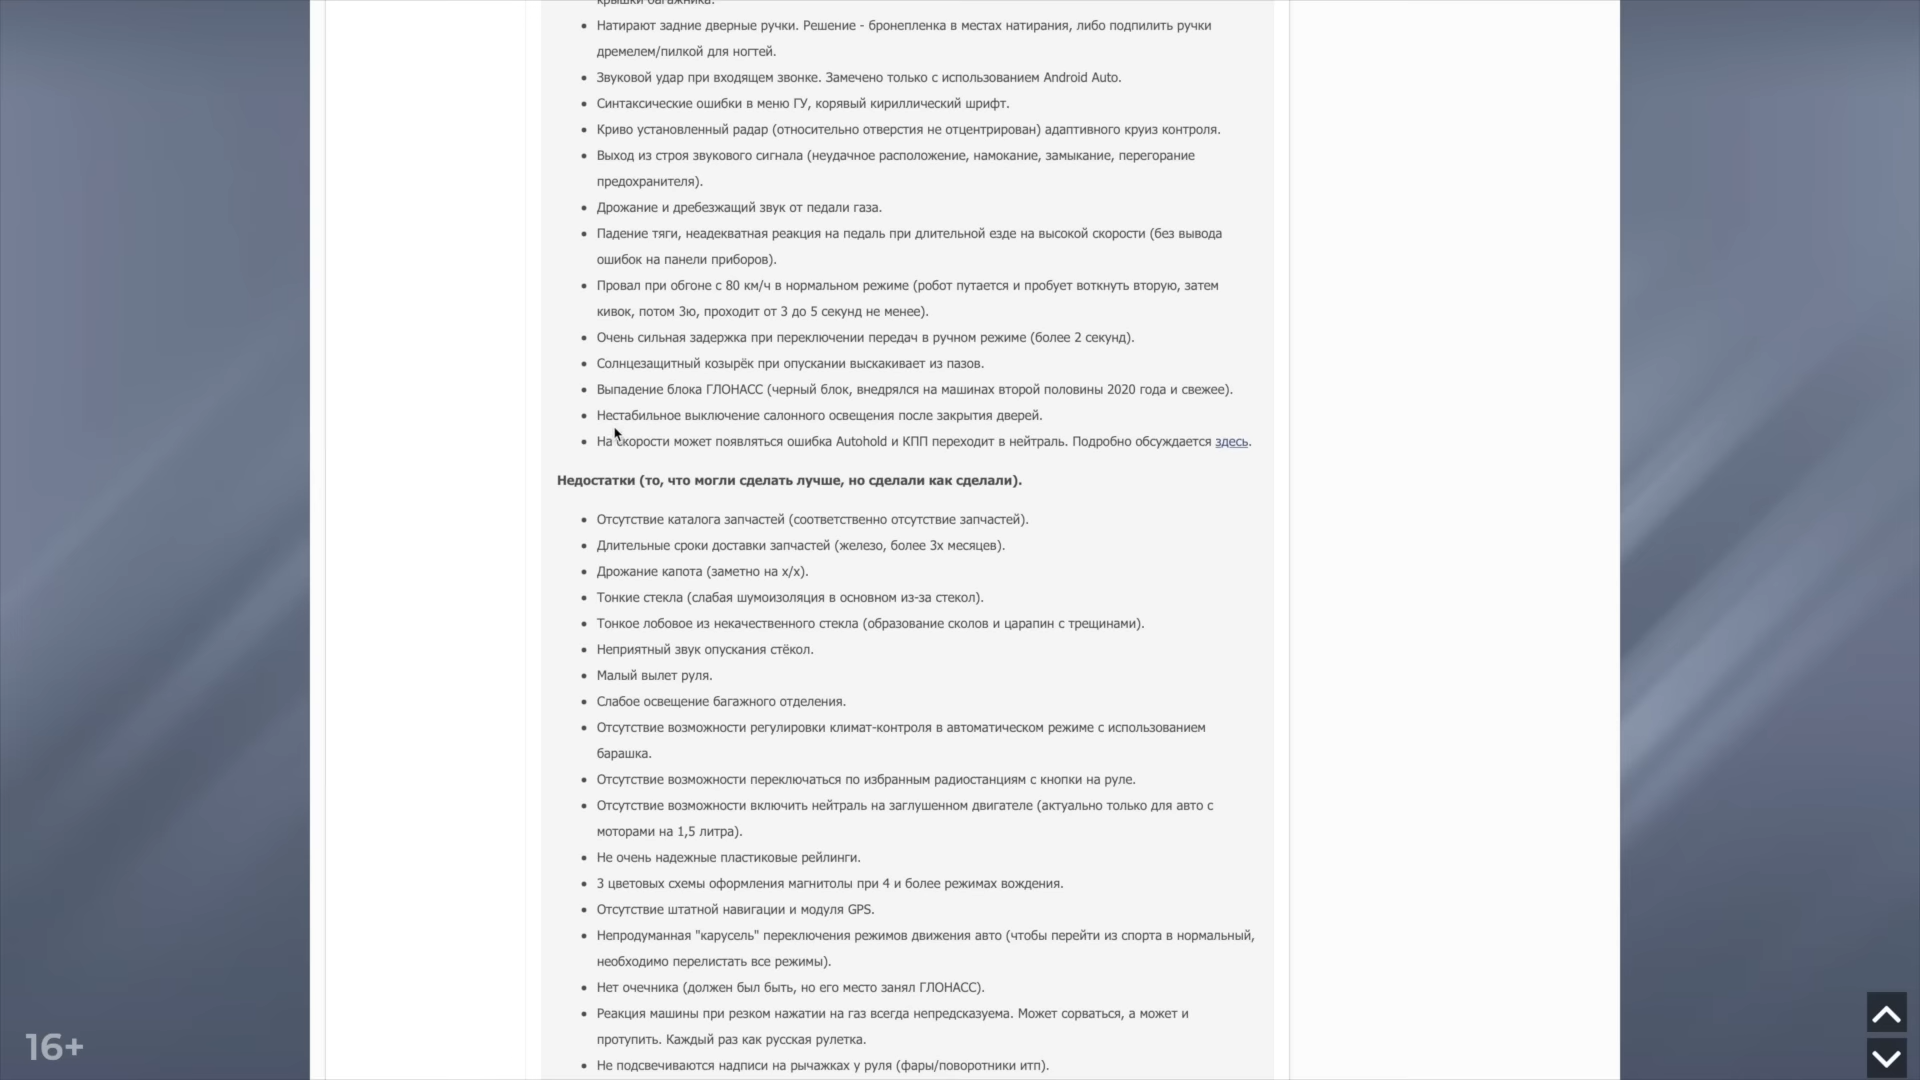 крышки багажника.
Натирают задние дверные ручки. Решение - бронепленка в местах натирания, либо подпилить ручки
дремелем/пилкой для ногтей.
Звуковой удар при входящем звонке. Замечено только с использованием Android Auto.
Синтаксические ошибки в меню ГУ, корявый кириллический шрифт.
Криво установленный радар (относительно отверстия не отцентрирован) адаптивного круиз контроля.
Выход из строя звукового сигнала (неудачное расположение, намокание, замыкание, перегорание
предохранителя).
Дрожание и дребезжащий звук от педали газа.
Падение тяги, неадекватная реакция на педаль при длительной езде на высокой скорости (без вывода
ошибок на панели приборов).
Провал при обгоне с 80 км/ч в нормальном режиме (робот путается и пробует воткнуть вторую, затем
кивок, потом 3ю, проходит от 3 до 5 секунд не менее).
Очень сильная задержка при переключении передач в ручном режиме (более 2 секунд).
Солнцезащитный козырёк при опускании выскакивает из пазов.
Выпадение блока ГЛОНАСС (черный блок, внедрялся на машинах второй половины 2020 года и свежее).
Нестабильное выключение салонного освещения после закрытия дверей.
На скорости может появляться ошибка Autohold и КПП переходит в нейтраль. Подробно обсуждается здесь.
Недостатки (то, что могли сделать лучше, но сделали как сделали).
Отсутствие каталога запчастей (соответственно отсутствие запчастей).
Длительные сроки доставки запчастей (железо, более 3х месяцев).
Дрожание капота (заметно на х/х).
Тонкие стекла (слабая шумоизоляция в основном из-за стекол).
Тонкое лобовое из некачественного стекла (образование сколов и царапин с трещинами).
Неприятный звук опускания стёкол.
Малый вылет руля.
Слабое освещение багажного отделения.
Отсутствие возможности регулировки климат-контроля в автоматическом режиме с использованием
барашка.
Отсутствие возможности переключаться по избранным радиостанциям с кнопки на руле.
Отсутствие возможности включить нейтраль на заглушенном двигателе (актуально только для авто с
моторами на 1,5 литра).
Не очень надежные пластиковые рейлинги.
3 цветовых схемы оформления магнитолы при 4 и более режимах вождения.
Отсутствие штатной навигации и модуля GPS.
Непродуманная "карусель" переключения режимов движения авто (чтобы перейти из спорта в нормальный,
необходимо перелистать все режимы).
Нет очечника (должен был быть, но его место занял ГЛОНАСС).
Реакция машины при резком нажатии на газ всегда непредсказуема. Может сорваться, а может и
протупить. Каждый раз как русская рулетка.
Не подсвечиваются надписи на рычажках у руля (фары/поворотники итп).
16+